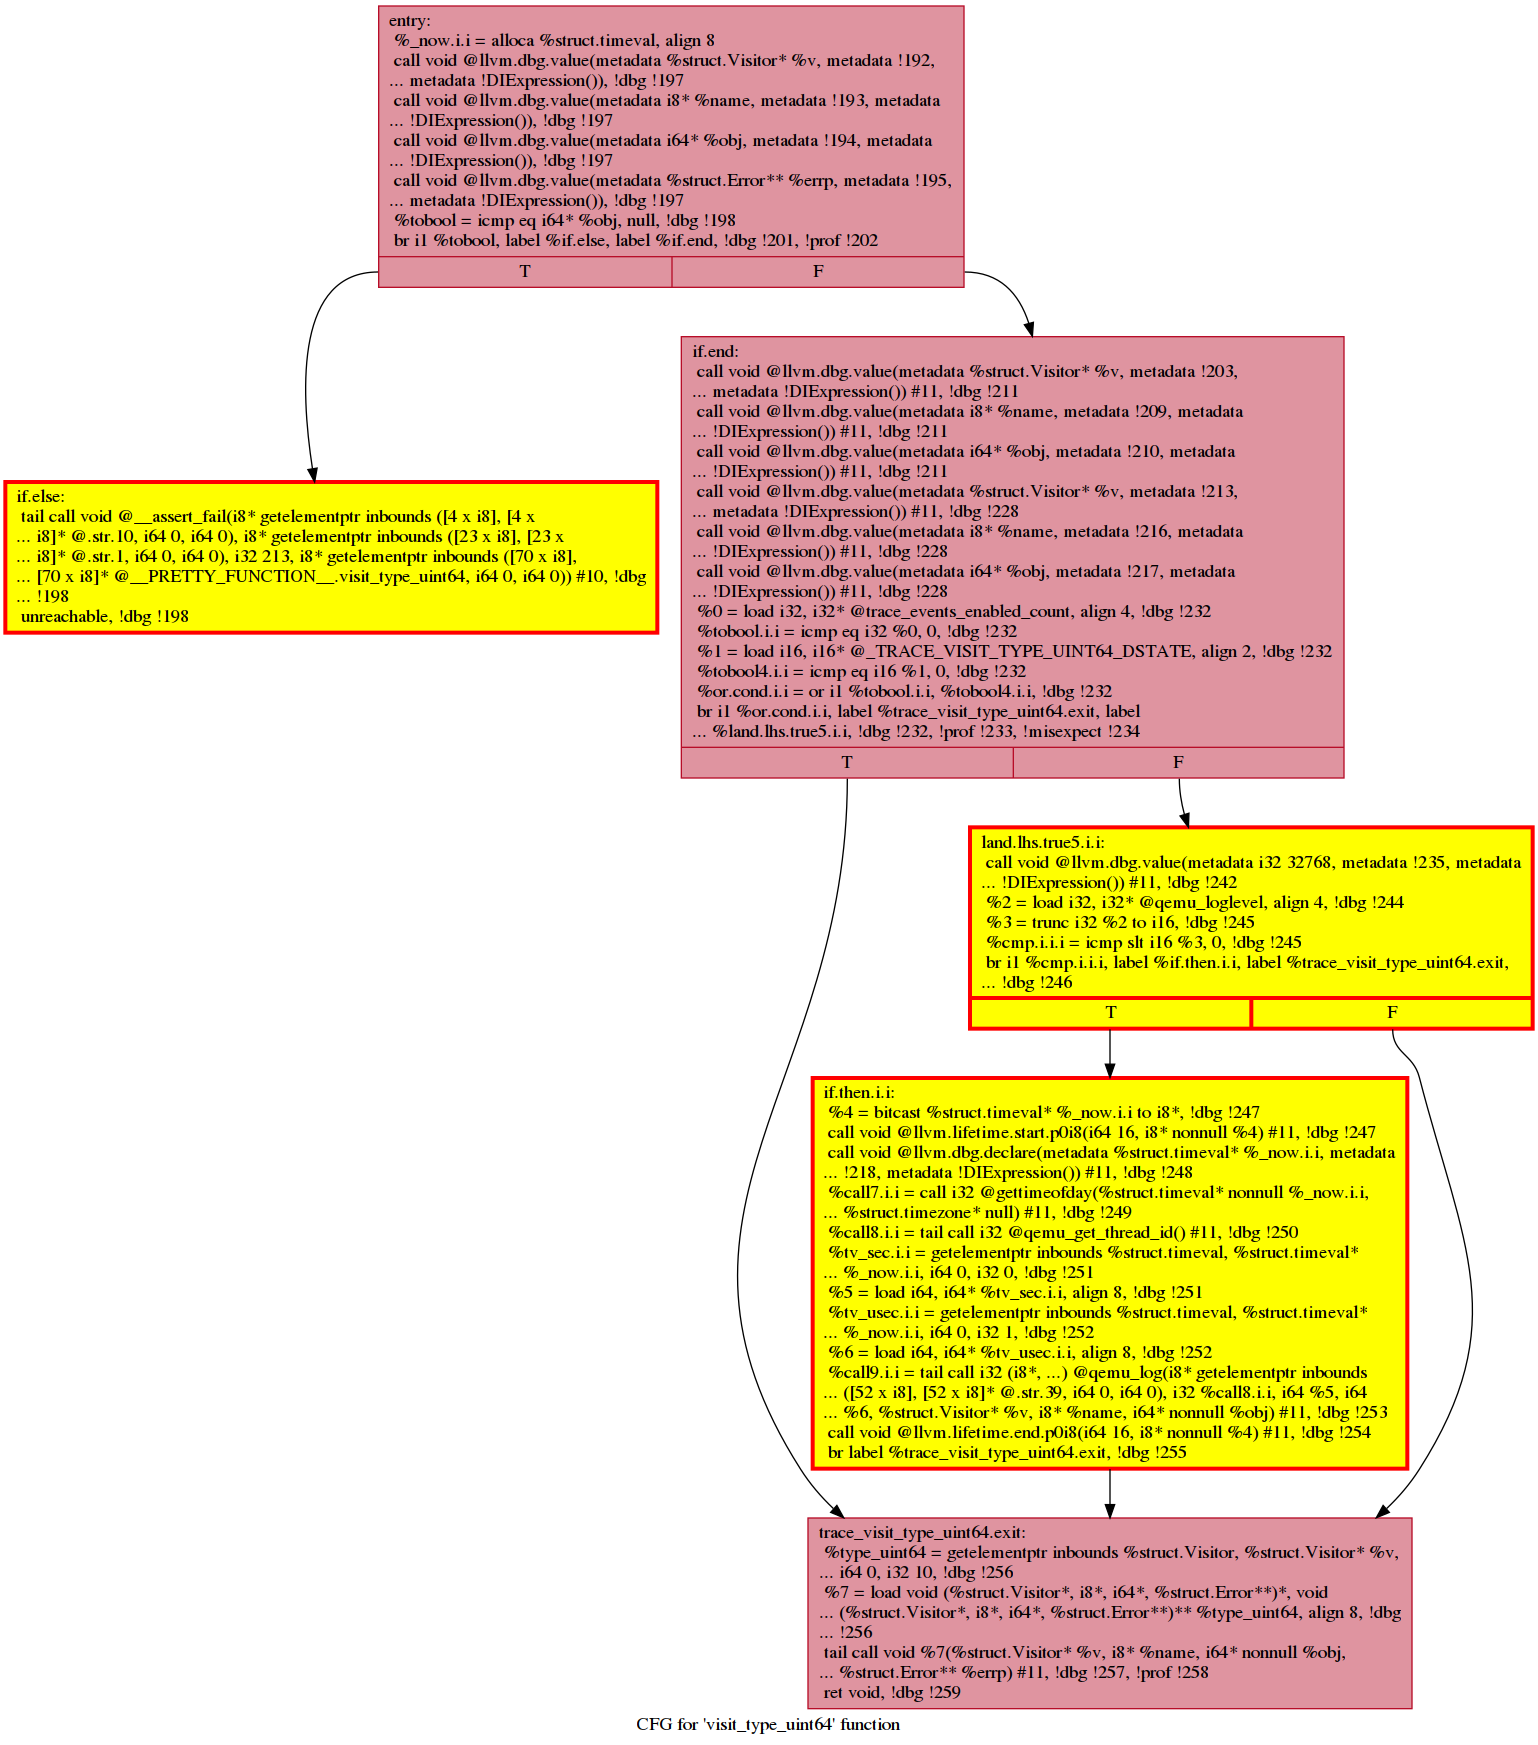 entry:
%_now.i.i = alloca %struct.timeval, align 8
call void @llvm.dbg.value(metadata %struct.Visitor* %v, metadata !192,
... metadata !DIExpression()), !dbg !197
call void @llvm.dbg.value(metadata i8* %name, metadata !193, metadata
... !DIExpression()), !dbg !197
call void @llvm.dbg.value(metadata i64* %obj, metadata !194, metadata
... !DIExpression()), !dbg !197
call void @llvm.dbg.value(metadata %struct.Error** %errp, metadata !195,
... metadata !DIExpression()), !dbg !197
%tobool = icmp eq i64* %obj, null, !dbg !198
br i1 %tobool, label %if.else, label %if.end, !dbg !201, !prof !202
T
F
if.end:
call void @llvm.dbg.value(metadata %struct.Visitor* %v, metadata !203,
... metadata !DIExpression()) #11, !dbg !211
call void @llvm.dbg.value(metadata i8* %name, metadata !209, metadata
... !DIExpression()) #11, !dbg !211
call void @llvm.dbg.value(metadata i64* %obj, metadata !210, metadata
... !DIExpression()) #11, !dbg !211
call void @llvm.dbg.value(metadata %struct.Visitor* %v, metadata !213,
... metadata !DIExpression()) #11, !dbg !228
call void @llvm.dbg.value(metadata i8* %name, metadata !216, metadata
... !DIExpression()) #11, !dbg !228
call void @llvm.dbg.value(metadata i64* %obj, metadata !217, metadata
... !DIExpression()) #11, !dbg !228
%0 = load i32, i32* @trace_events_enabled_count, align 4, !dbg !232
%tobool.i.i = icmp eq i32 %0, 0, !dbg !232
%1 = load i16, i16* @_TRACE_VISIT_TYPE_UINT64_DSTATE, align 2, !dbg !232
%tobool4.i.i = icmp eq i16 %1, 0, !dbg !232
%or.cond.i.i = or i1 %tobool.i.i, %tobool4.i.i, !dbg !232
br i1 %or.cond.i.i, label %trace_visit_type_uint64.exit, label
... %land.lhs.true5.i.i, !dbg !232, !prof !233, !misexpect !234
T
F
if.else:
tail call void @__assert_fail(i8* getelementptr inbounds ([4 x i8], [4 x
... i8]* @.str.10, i64 0, i64 0), i8* getelementptr inbounds ([23 x i8], [23 x
... i8]* @.str.1, i64 0, i64 0), i32 213, i8* getelementptr inbounds ([70 x i8],
... [70 x i8]* @__PRETTY_FUNCTION__.visit_type_uint64, i64 0, i64 0)) #10, !dbg
... !198
unreachable, !dbg !198
land.lhs.true5.i.i:
call void @llvm.dbg.value(metadata i32 32768, metadata !235, metadata
... !DIExpression()) #11, !dbg !242
%2 = load i32, i32* @qemu_loglevel, align 4, !dbg !244
%3 = trunc i32 %2 to i16, !dbg !245
%cmp.i.i.i = icmp slt i16 %3, 0, !dbg !245
br i1 %cmp.i.i.i, label %if.then.i.i, label %trace_visit_type_uint64.exit,
... !dbg !246
T
F
if.then.i.i:
%4 = bitcast %struct.timeval* %_now.i.i to i8*, !dbg !247
call void @llvm.lifetime.start.p0i8(i64 16, i8* nonnull %4) #11, !dbg !247
call void @llvm.dbg.declare(metadata %struct.timeval* %_now.i.i, metadata
... !218, metadata !DIExpression()) #11, !dbg !248
%call7.i.i = call i32 @gettimeofday(%struct.timeval* nonnull %_now.i.i,
... %struct.timezone* null) #11, !dbg !249
%call8.i.i = tail call i32 @qemu_get_thread_id() #11, !dbg !250
%tv_sec.i.i = getelementptr inbounds %struct.timeval, %struct.timeval*
... %_now.i.i, i64 0, i32 0, !dbg !251
%5 = load i64, i64* %tv_sec.i.i, align 8, !dbg !251
%tv_usec.i.i = getelementptr inbounds %struct.timeval, %struct.timeval*
... %_now.i.i, i64 0, i32 1, !dbg !252
%6 = load i64, i64* %tv_usec.i.i, align 8, !dbg !252
%call9.i.i = tail call i32 (i8*, ...) @qemu_log(i8* getelementptr inbounds
... ([52 x i8], [52 x i8]* @.str.39, i64 0, i64 0), i32 %call8.i.i, i64 %5, i64
... %6, %struct.Visitor* %v, i8* %name, i64* nonnull %obj) #11, !dbg !253
call void @llvm.lifetime.end.p0i8(i64 16, i8* nonnull %4) #11, !dbg !254
br label %trace_visit_type_uint64.exit, !dbg !255
trace_visit_type_uint64.exit:
%type_uint64 = getelementptr inbounds %struct.Visitor, %struct.Visitor* %v,
... i64 0, i32 10, !dbg !256
%7 = load void (%struct.Visitor*, i8*, i64*, %struct.Error**)*, void
... (%struct.Visitor*, i8*, i64*, %struct.Error**)** %type_uint64, align 8, !dbg
... !256
tail call void %7(%struct.Visitor* %v, i8* %name, i64* nonnull %obj,
... %struct.Error** %errp) #11, !dbg !257, !prof !258
ret void, !dbg !259
CFG for 'visit_type_uint64' function